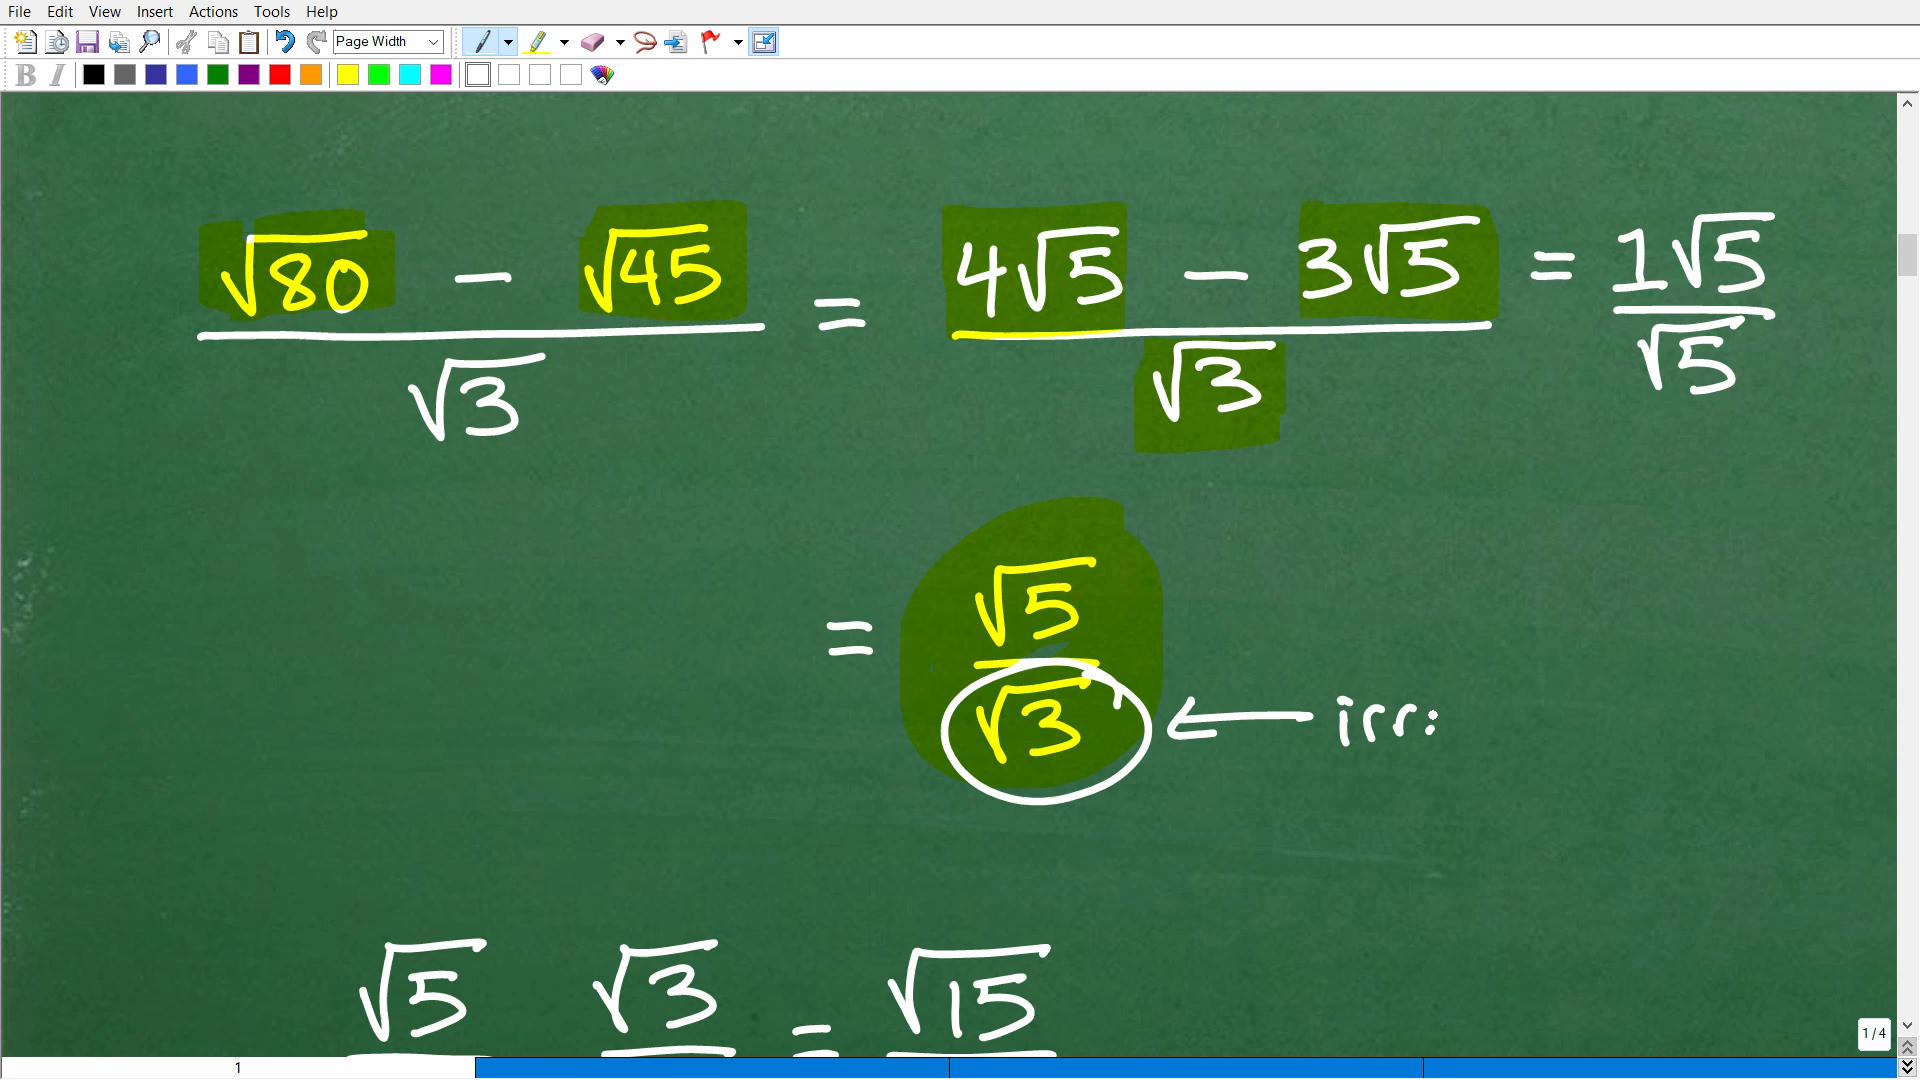 File Edit View Insert Actions Tools Help
Page Width
B I
√80 − √45 = 4√5 − 3√5 = 1√5
√3 √3 √5
= √5
√3 ← irr:
√5 √3 = √15
1/4
1